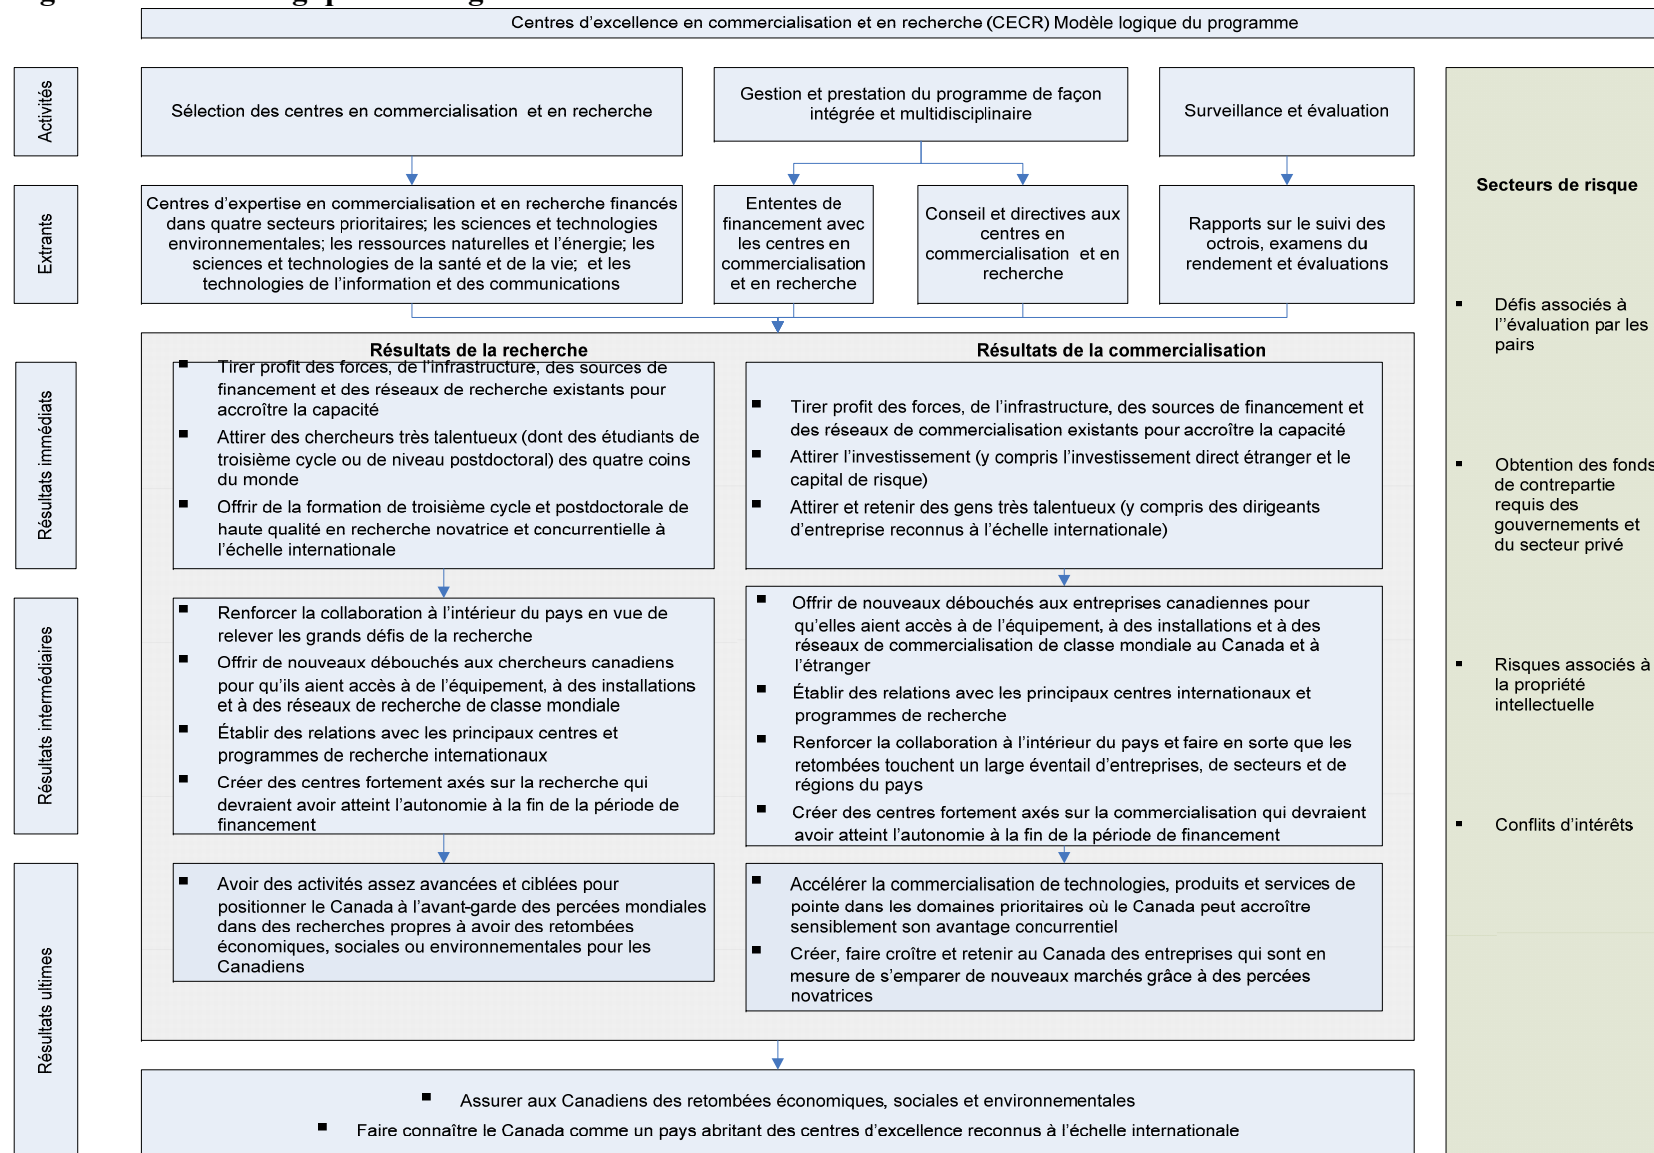 Centres d'excellence en commercialisation et en recherche (CECR) Modèle logique du programme
Activités
Sélection des centres en commercialisation et en recherche
Gestion et prestation du programme de façon
intégrée et multidisciplinaire
Surveillance et évaluation
Extrants
Centres d'expertise en commercialisation et en recherche financés
dans quatre secteurs prioritaires; les sciences et technologies
environnementales; les ressources naturelles et l'énergie; les
sciences et technologies de la santé et de la vie; et les
technologies de l'information et des communications
Ententes de
financement avec
les centres en
commercialisation
et en recherche
Conseil et directives aux
centres en
commercialisation et en
recherche
Rapports sur le suivi des
octrois, examens du
rendement et évaluations
Résultats immédiats
Résultats de la recherche
▪ Tirer profit des forces, de l'infrastructure, des sources de
financement et des réseaux de recherche existants pour
accroître la capacité
▪ Attirer des chercheurs très talentueux (dont des étudiants de
troisième cycle ou de niveau postdoctoral) des quatre coins
du monde
▪ Offrir de la formation de troisième cycle et postdoctorale de
haute qualité en recherche novatrice et concurrentielle à
l'échelle internationale
Résultats de la commercialisation
▪ Tirer profit des forces, de l'infrastructure, des sources de financement et
des réseaux de commercialisation existants pour accroître la capacité
▪ Attirer l'investissement (y compris l'investissement direct étranger et le
capital de risque)
▪ Attirer et retenir des gens très talentueux (y compris des dirigeants
d'entreprise reconnus à l'échelle internationale)
Résultats intermédiaires
▪ Renforcer la collaboration à l'intérieur du pays en vue de
relever les grands défis de la recherche
▪ Offrir de nouveaux débouchés aux chercheurs canadiens
pour qu'ils aient accès à de l'équipement, à des installations
et à des réseaux de recherche de classe mondiale
▪ Établir des relations avec les principaux centres et
programmes de recherche internationaux
▪ Créer des centres fortement axés sur la recherche qui
devraient avoir atteint l'autonomie à la fin de la période de
financement
▪ Offrir de nouveaux débouchés aux entreprises canadiennes pour
qu'elles aient accès à de l'équipement, à des installations et à des
réseaux de commercialisation de classe mondiale au Canada et à
l'étranger
▪ Établir des relations avec les principaux centres internationaux et
programmes de recherche
▪ Renforcer la collaboration à l'intérieur du pays et faire en sorte que les
retombées touchent un large éventail d'entreprises, de secteurs et de
régions du pays
▪ Créer des centres fortement axés sur la commercialisation qui devraient
avoir atteint l'autonomie à la fin de la période de financement
Résultats ultimes
▪ Avoir des activités assez avancées et ciblées pour
positionner le Canada à l'avant-garde des percées mondiales
dans des recherches propres à avoir des retombées
économiques, sociales ou environnementales pour les
Canadiens
▪ Accélérer la commercialisation de technologies, produits et services de
pointe dans les domaines prioritaires où le Canada peut accroître
sensiblement son avantage concurrentiel
▪ Créer, faire croître et retenir au Canada des entreprises qui sont en
mesure de s'emparer de nouveaux marchés grâce à des percées
novatrices
▪ Assurer aux Canadiens des retombées économiques, sociales et environnementales
▪ Faire connaître le Canada comme un pays abritant des centres d'excellence reconnus à l'échelle internationale
Secteurs de risque
▪ Défis associés à
l''évaluation par les
pairs
▪ Obtention des fonds
de contrepartie
requis des
gouvernements et
du secteur privé
▪ Risques associés à
la propriété
intellectuelle
▪ Conflits d'intérêts